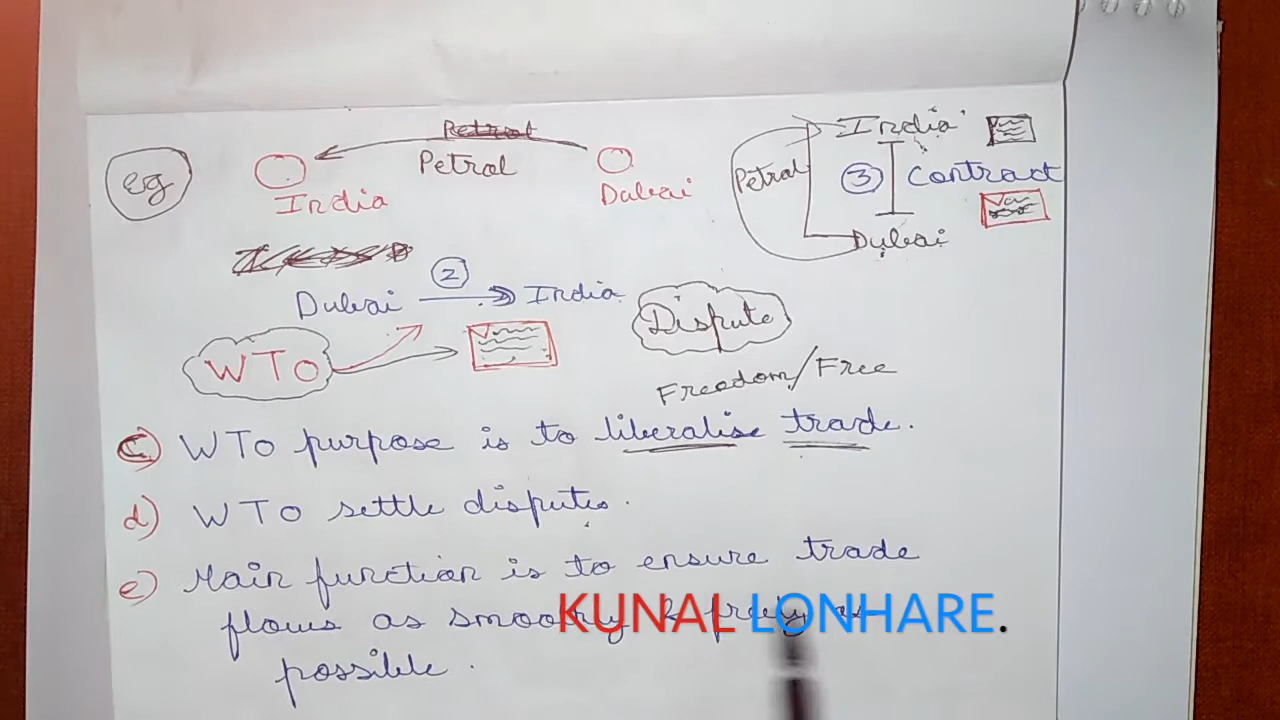 eg
Petrol
Petrol
India
Dubai
India
Petrol
3
Contract
Dubai
2
Dubai
India
Dispute
WTO
Freedom/Free
c) WTO purpose is to liberalise trade.
d) WTO settle disputes.
e) Main function is to ensure trade
flows as smoothly & freely as
KUNAL LONHARE.
possible.